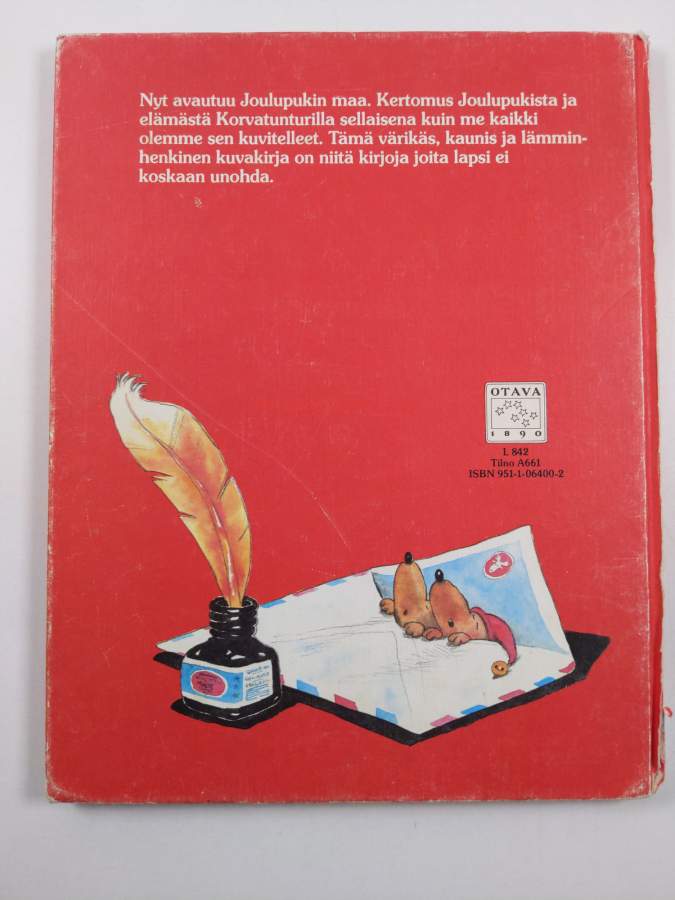 Nyt avautuu Joulupukin maa. Kertomus Joulupukista ja
elämästä Korvatunturilla sellaisena kuin me kaikki
olemme sen kuvitelleet. Tämä värikäs, kaunis ja lämmin-
henkinen kuvakirja on niitä kirjoja joita lapsi ei
koskaan unohda.
OTAVA
1890
L 842
Tilno A661
ISBN 951-1-06400-2